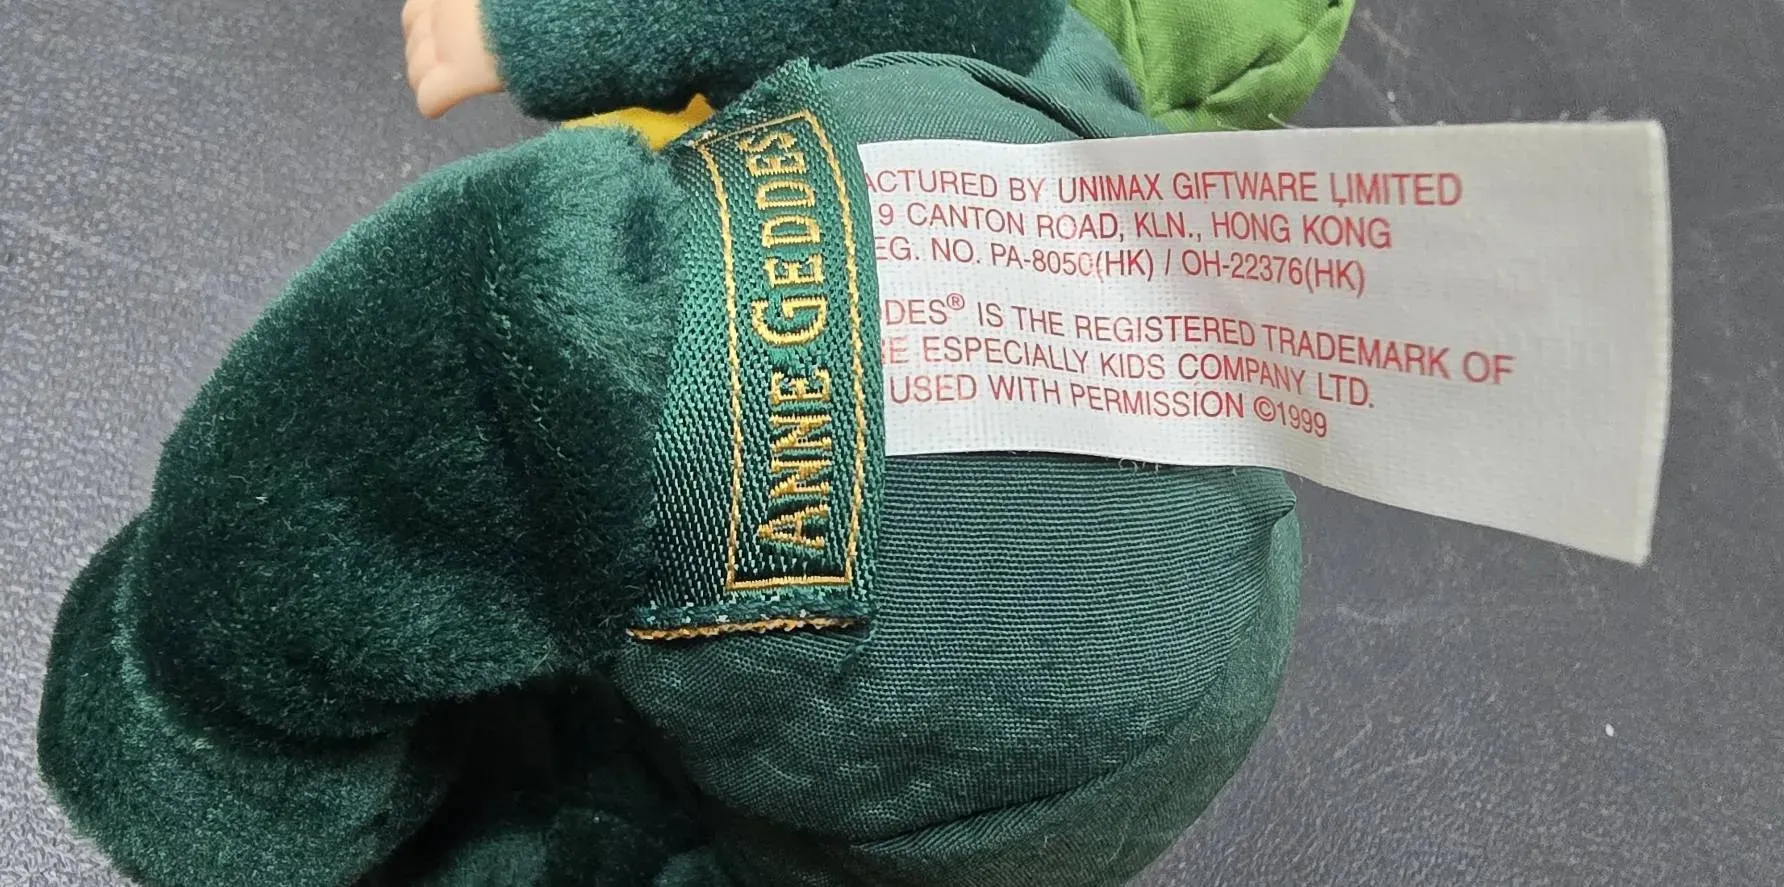 ANNE GEDDES
ACTURED BY UNIMAX GIFTWARE LIMITED
9 CANTON ROAD, KLN., HONG KONG
EG. NO. PA-8050(HK) / OH-22376(HK)
DES® IS THE REGISTERED TRADEMARK OF
E ESPECIALLY KIDS COMPANY LTD.
USED WITH PERMISSION ©1999